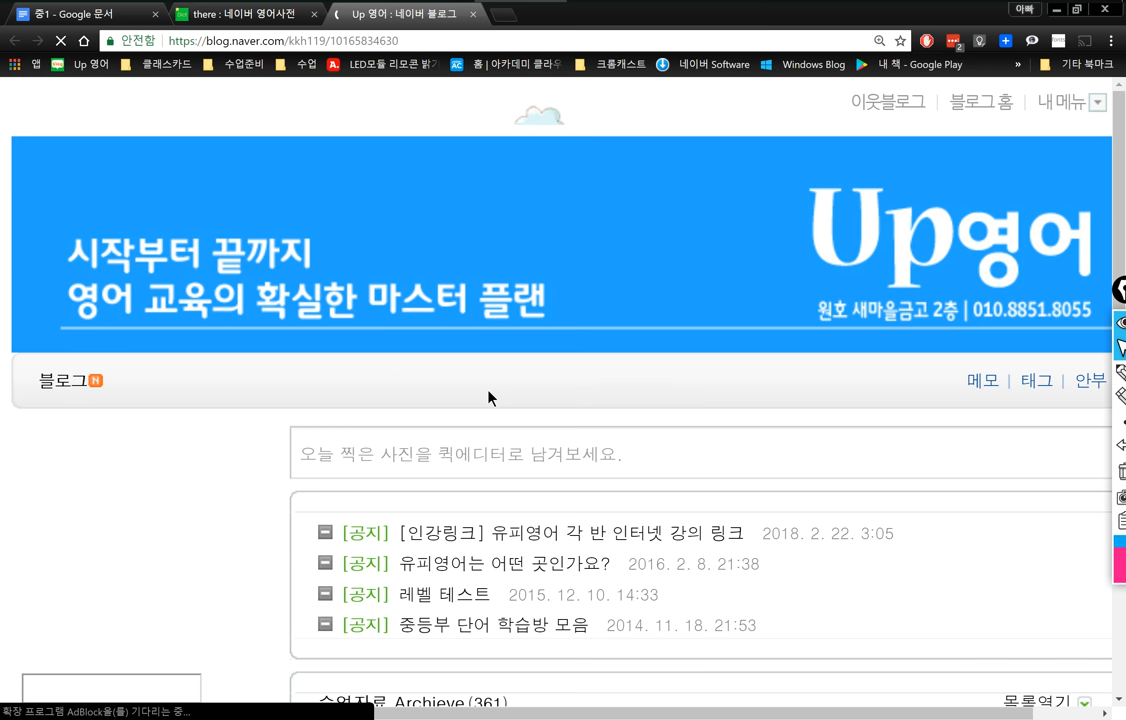 중1 - Google 문서
there : 네이버 영어사전
Up 영어 : 네이버 블로그
아빠
안전함
https://blog.naver.com/kkh119/10165834630
앱
Up 영어
클래스카드
수업준비
수업
LED모듈 리모콘 밝기
홈 | 아카데미 클라우
크롬캐스트
네이버 Software
Windows Blog
내 책 - Google Play
»
기타 북마크
이웃블로그 | 블로그 홈 | 내 메뉴
시작부터 끝까지
영어 교육의 확실한 마스터 플랜
Up영어
원호 새마을금고 2층 | 010.8851.8055
블로그 N
메모 | 태그 | 안부
오늘 찍은 사진을 퀵에디터로 남겨보세요.
[공지] [인강링크] 유피영어 각 반 인터넷 강의 링크 2018. 2. 22. 3:05
[공지] 유피영어는 어떤 곳인가요? 2016. 2. 8. 21:38
[공지] 레벨 테스트 2015. 12. 10. 14:33
[공지] 중등부 단어 학습방 모음 2014. 11. 18. 21:53
수업자료 Archieve (361)
목록열기
확장 프로그램 AdBlock을(를) 기다리는 중...